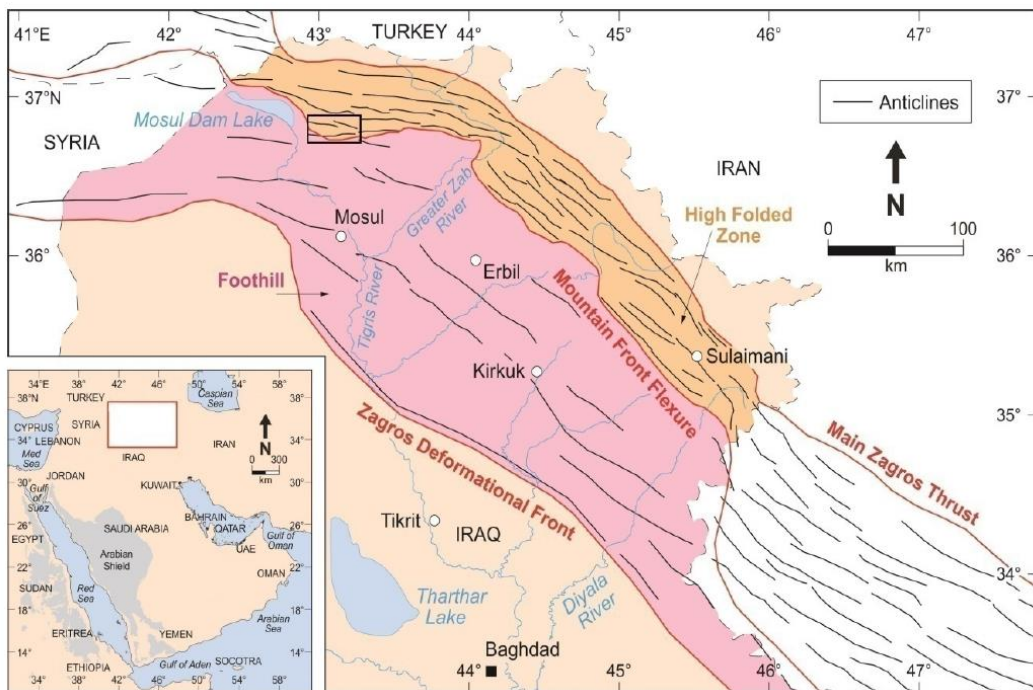 41°E
42
43
44
45
46
47
TURKEY
37°N
37°
Anticlines
Mosul Dam Lake
SYRIA
IRAN
N
Greater Zab
River
High Folded
Zone
Mosul
0
100
km
36°
36°
Erbil
Foothill
Tigris River
Mountain Front Flexure
Sulaimani
Kirkuk
35°
Zagros Deformational Front
Main Zagros Thrust
Tikrit
IRAQ
34°
Diyala
River
Tharthar
Lake
Baghdad
44°
45
46
47
34°E
38
42
46
50°
54°
58
TURKEY
Caspian
Sea
38°N
38°
CYPRUS
SYRIA
IRAN
N
LEBANON
34
34°
Med
Sea
IRAQ
0
300
km
JORDAN
30°
KUWAIT
30°
Gulf
of
Suez
BAHRAIN
SAUDI ARABIA
QATAR
26°
Gulf of
Oman
EGYPT
UAE
Arabian
Shield
22°
OMAN
22°
Red
Sea
SUDAN
18°
18°
Arabian
Sea
ERITREA
YEMEN
14°
14°
ETHIOPIA
Gulf of Aden
SOCOTRA
38°
42
46
50°
54°